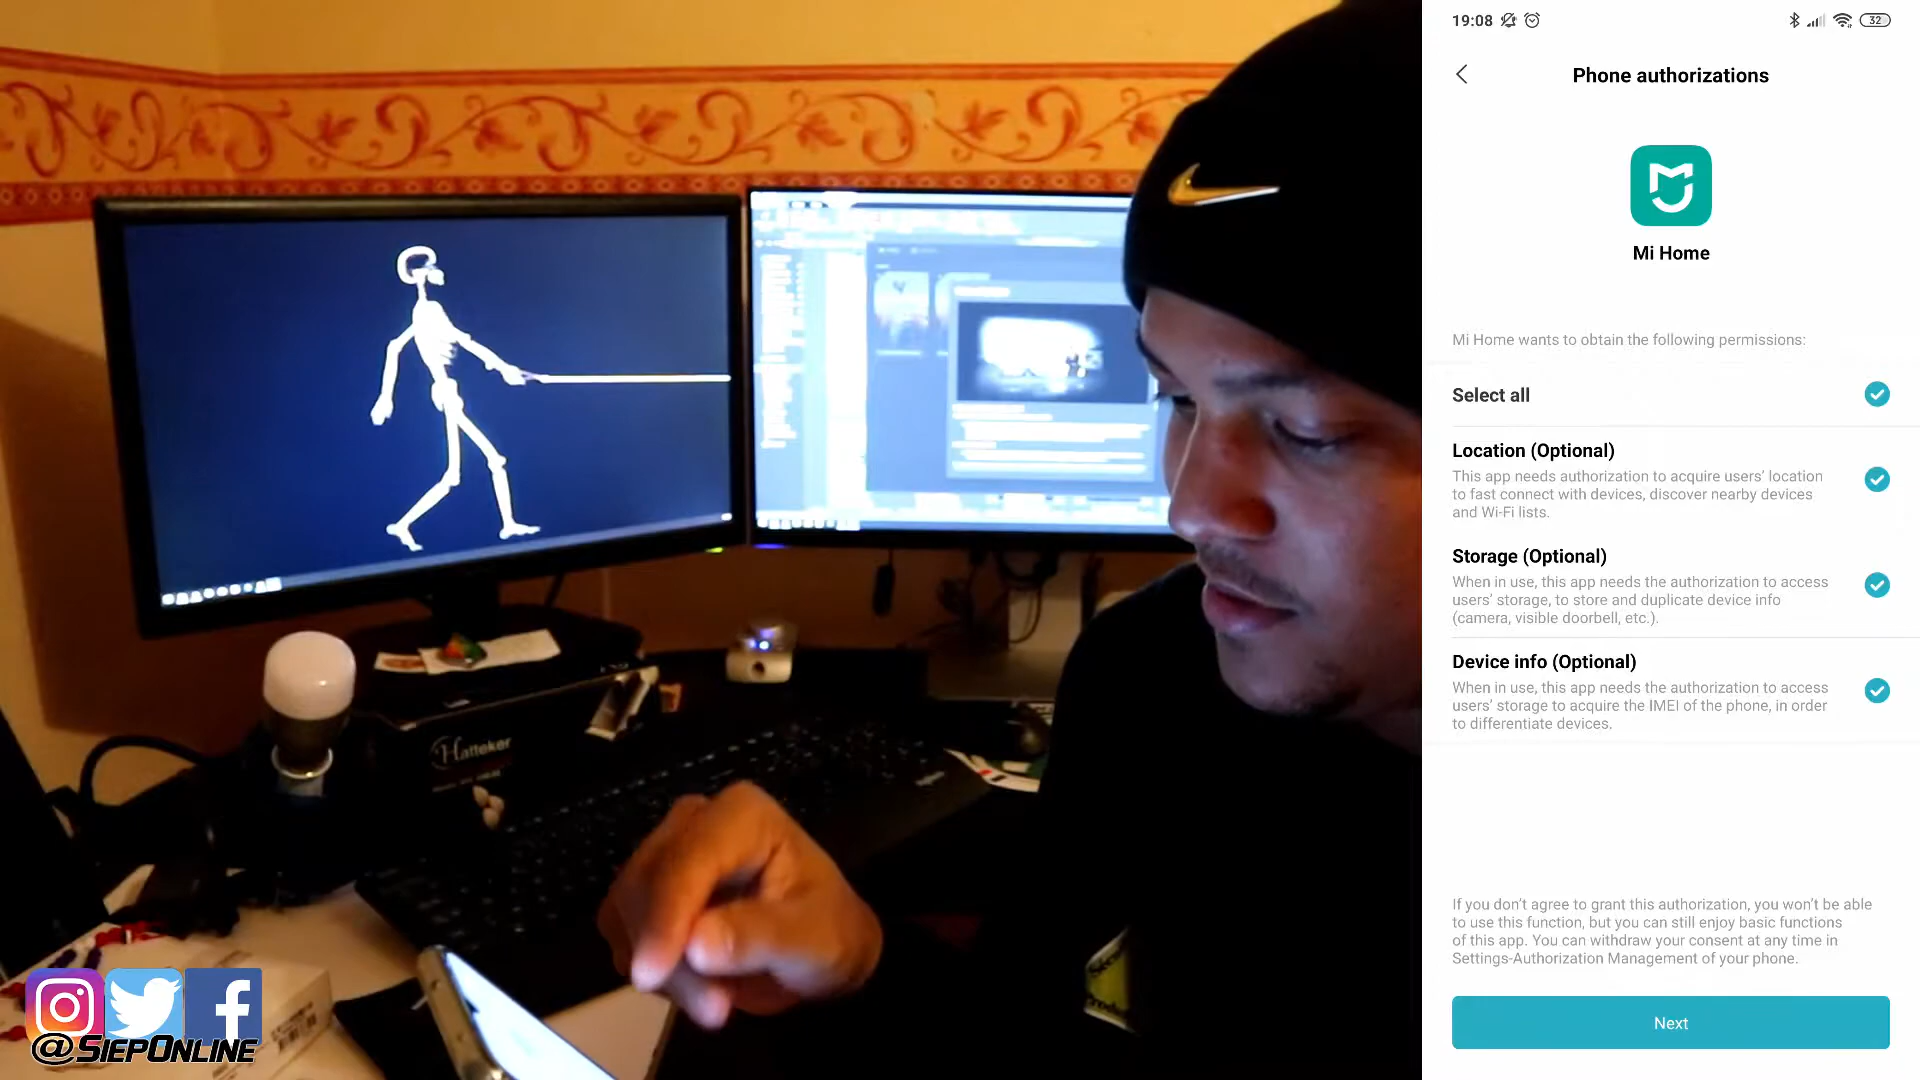 19:08
32
Phone authorizations
Mi Home
Mi Home wants to obtain the following permissions:
Select all
Location (Optional)
This app needs authorization to acquire users' location
to fast connect with devices, discover nearby devices
and Wi-Fi lists.
Storage (Optional)
When in use, this app needs the authorization to access
users' storage, to store and duplicate device info
(camera, visible doorbell, etc.).
Device info (Optional)
When in use, this app needs the authorization to access
users' storage to acquire the IMEI of the phone, in order
to differentiate devices.
If you don't agree to grant this authorization, you won't be able
to use this function, but you can still enjoy basic functions
of this app. You can withdraw your consent at any time in
Settings-Authorization Management of your phone.
Next
Hatteker
@SiepOnline